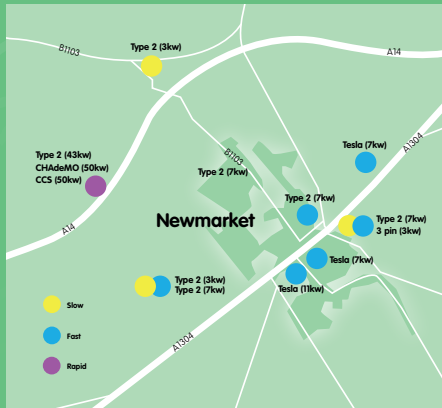 Type 2 (3kw)
B1103
A14
Tesla (7kw)
A1304
B1103
Type 2 (43kw)
CHAdeMO (50kw)
CCS (50kw)
Type 2 (7kw)
Type 2 (7kw)
Type 2 (7kw)
3 pin (3kw)
Newmarket
A14
Tesla (7kw)
Type 2 (3kw)
Type 2 (7kw)
Tesla (11kw)
Slow
Fast
A1304
Rapid